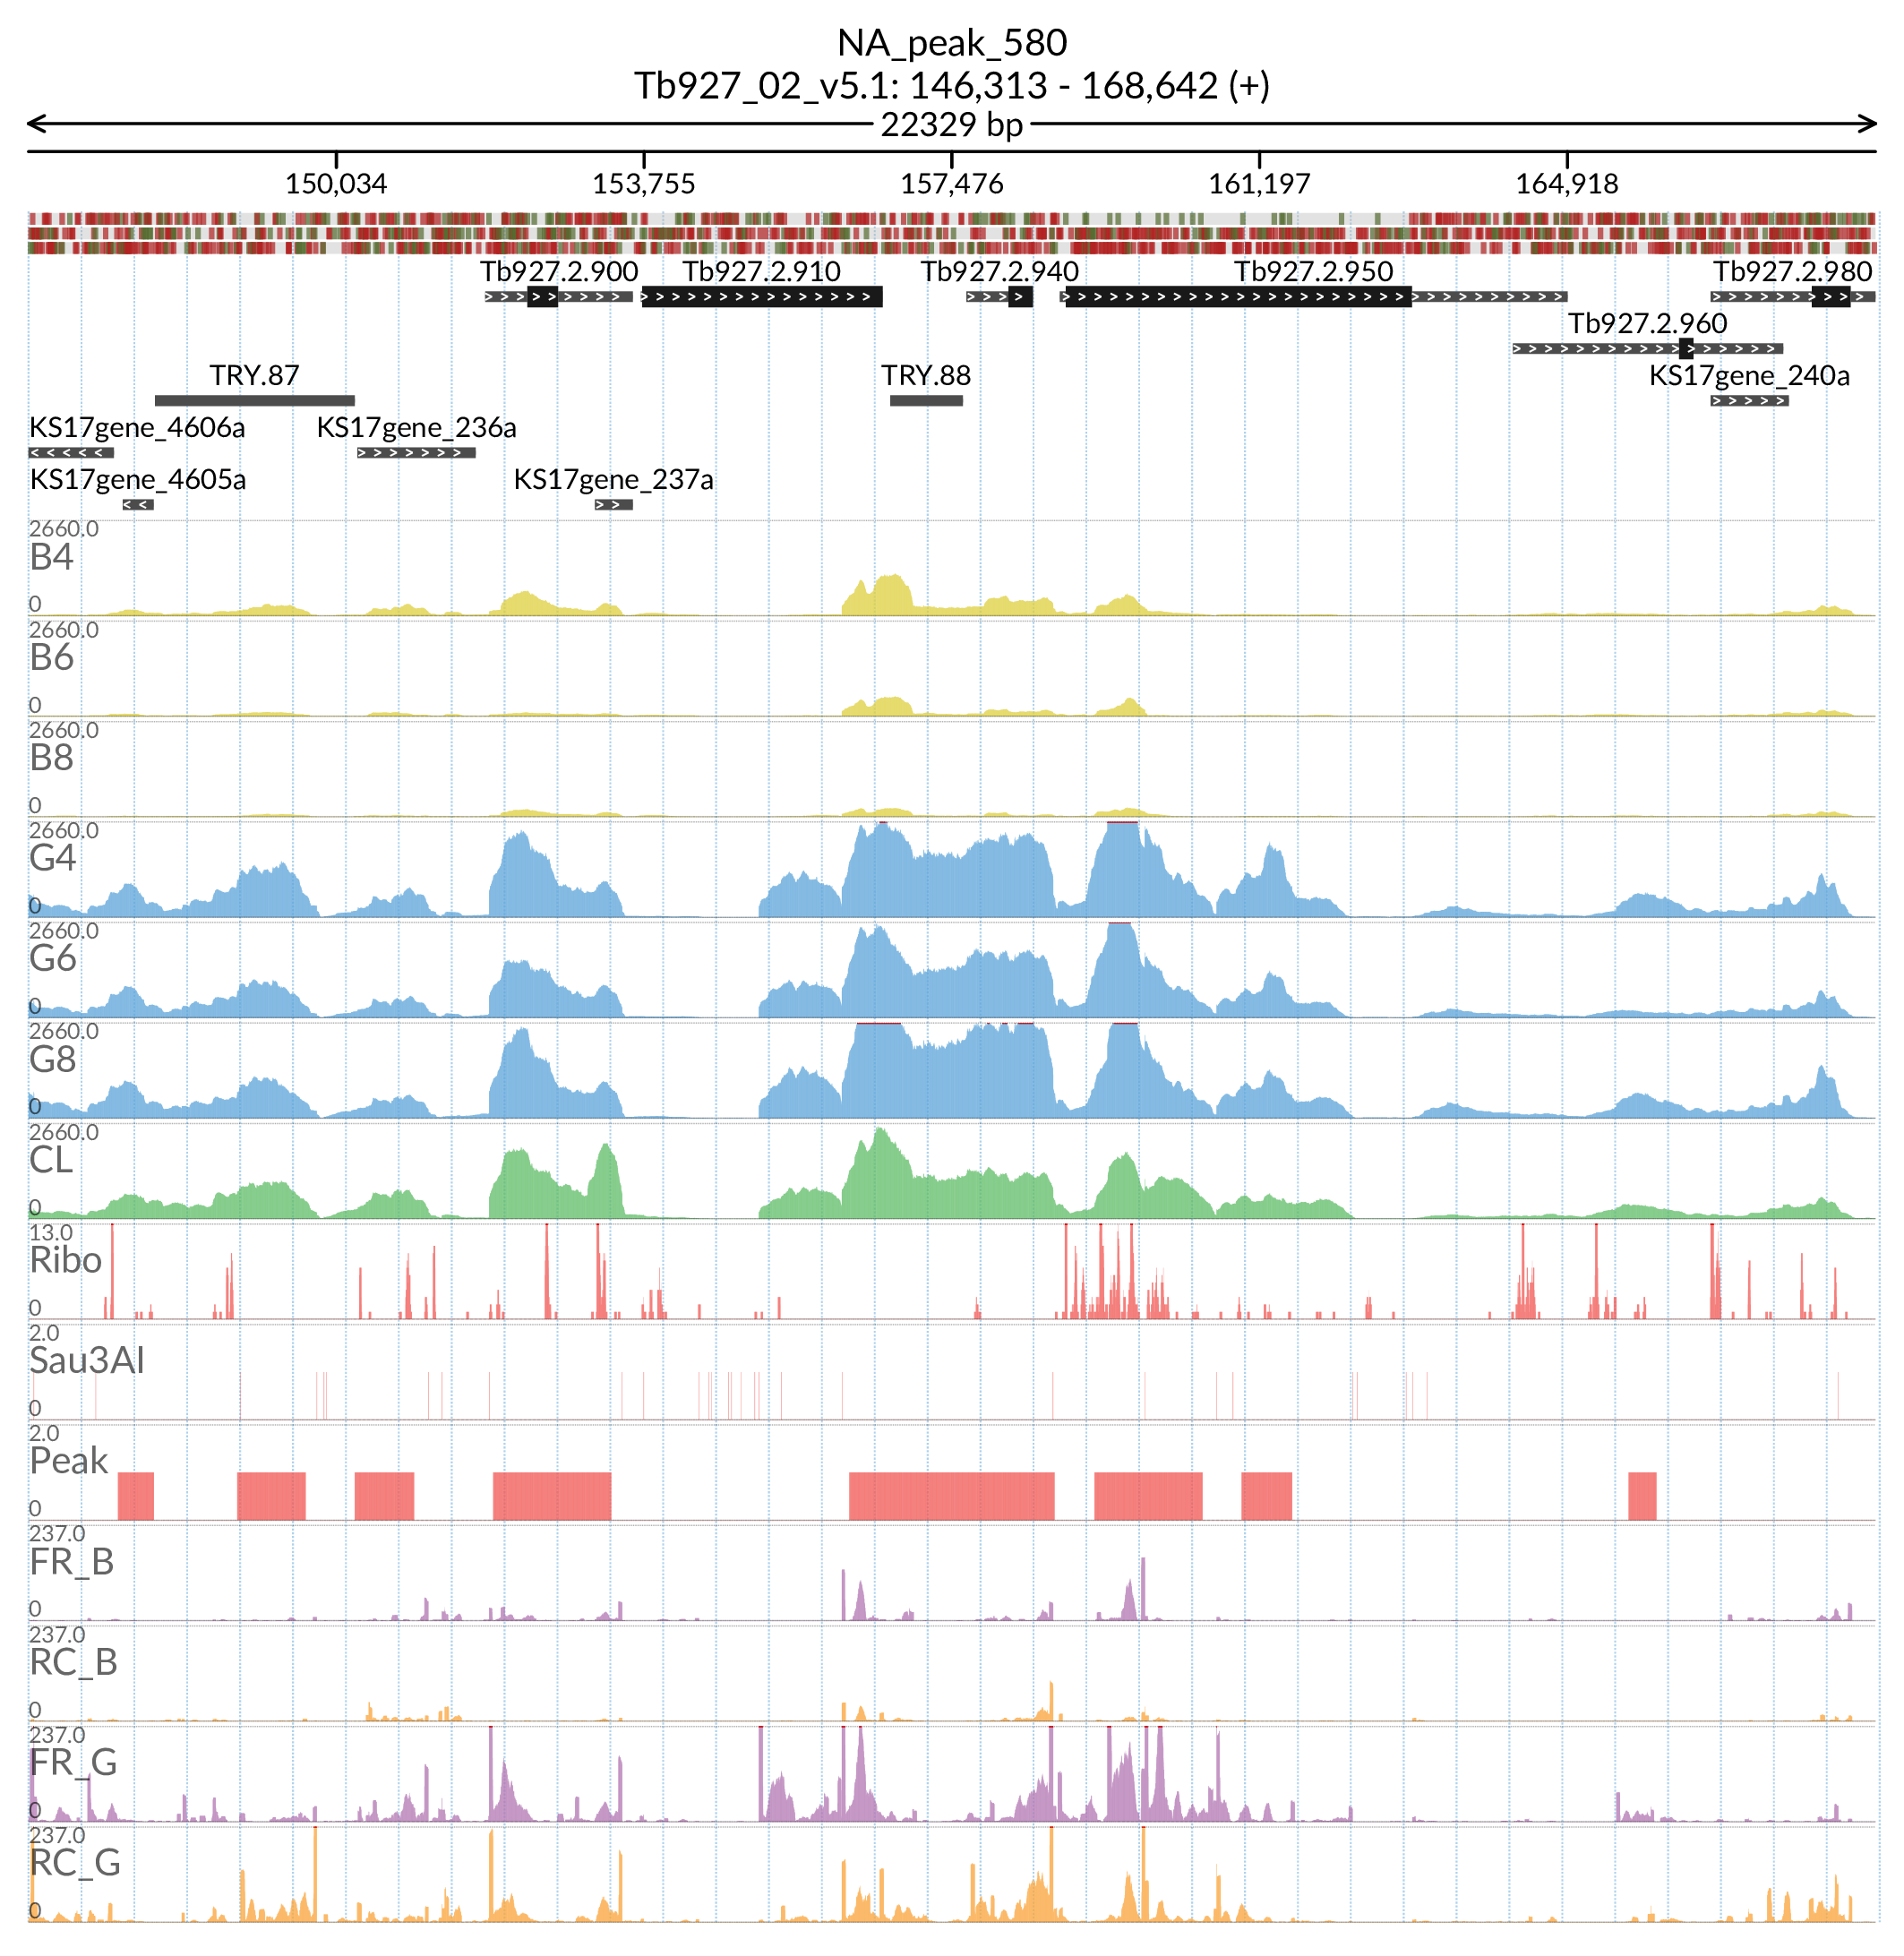 NA_peak_580
Tb927_02_v5.1: 146,313 - 168,642 (+)
22329 bp
150,034 153,755 157,476 161,197 164,918
Tb927.2.900 Tb927.2.910 Tb927.2.940 Tb927.2.950 Tb927.2.980
Tb927.2.960
TRY.87 TRY.88 KS17gene_240a
KS17gene_4606a KS17gene_236a
KS17gene_4605a KS17gene_237a
2660.0
B4
0
2660.0
B6
0
2660.0
B8
0
2660.0
G4
0
2660.0
G6
0
2660.0
G8
0
2660.0
CL
0
13.0
Ribo
0
2.0
Sau3AI
0
2.0
Peak
0
237.0
FR_B
0
237.0
RC_B
0
237.0
FR_G
0
237.0
RC_G
0